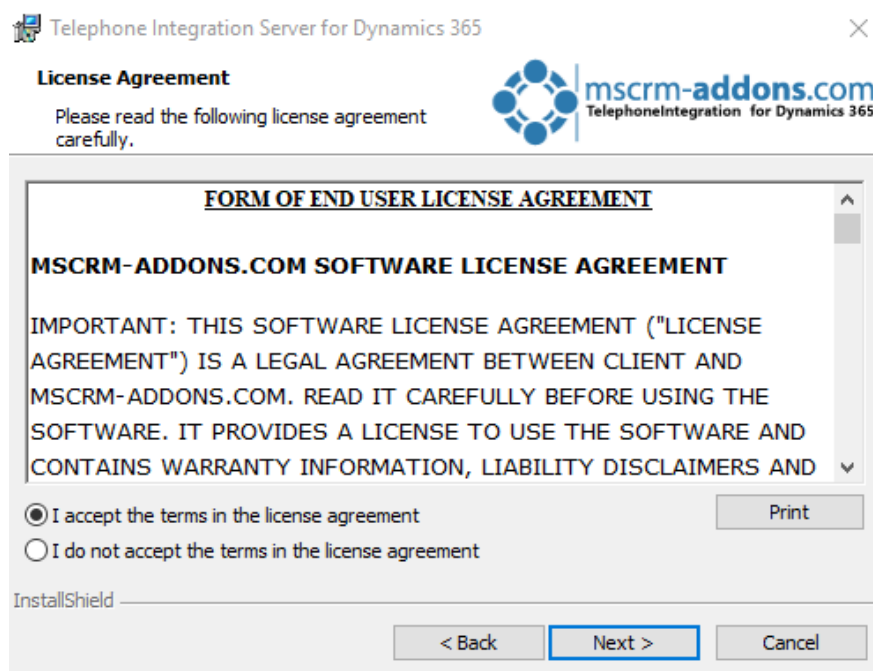 Telephone Integration Server for Dynamics 365
License Agreement
Please read the following license agreement
carefully.
mscrm-addons.com
TelephoneIntegration for Dynamics 365
FORM OF END USER LICENSE AGREEMENT
MSCRM-ADDONS.COM SOFTWARE LICENSE AGREEMENT
IMPORTANT: THIS SOFTWARE LICENSE AGREEMENT ("LICENSE
AGREEMENT") IS A LEGAL AGREEMENT BETWEEN CLIENT AND
MSCRM-ADDONS.COM. READ IT CAREFULLY BEFORE USING THE
SOFTWARE. IT PROVIDES A LICENSE TO USE THE SOFTWARE AND
CONTAINS WARRANTY INFORMATION, LIABILITY DISCLAIMERS AND
I accept the terms in the license agreement
Print
I do not accept the terms in the license agreement
InstallShield
< Back
Next >
Cancel